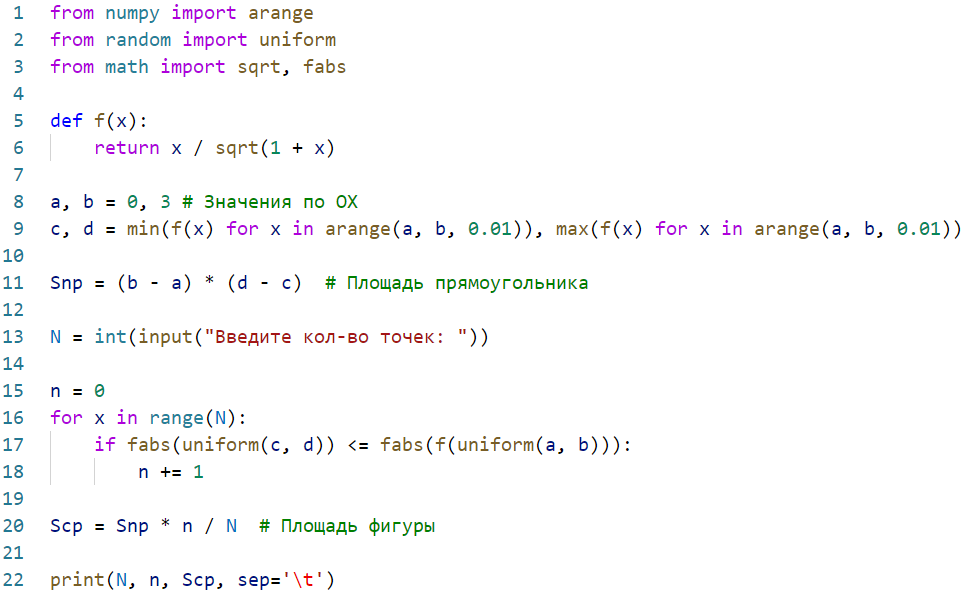 1 from numpy import arange
2 from random import uniform
3 from math import sqrt, fabs
4
5 def f(x):
6     return x / sqrt(1 + x)
7
8 a, b = 0, 3 # Значения по OX
9 c, d = min(f(x) for x in arange(a, b, 0.01)), max(f(x) for x in arange(a, b, 0.01))
10
11 Snp = (b - a) * (d - c)  # Площадь прямоугольника
12
13 N = int(input("Введите кол-во точек: "))
14
15 n = 0
16 for x in range(N):
17     if fabs(uniform(c, d)) <= fabs(f(uniform(a, b))):
18         n += 1
19
20 Scp = Snp * n / N  # Площадь фигуры
21
22 print(N, n, Scp, sep='\t')